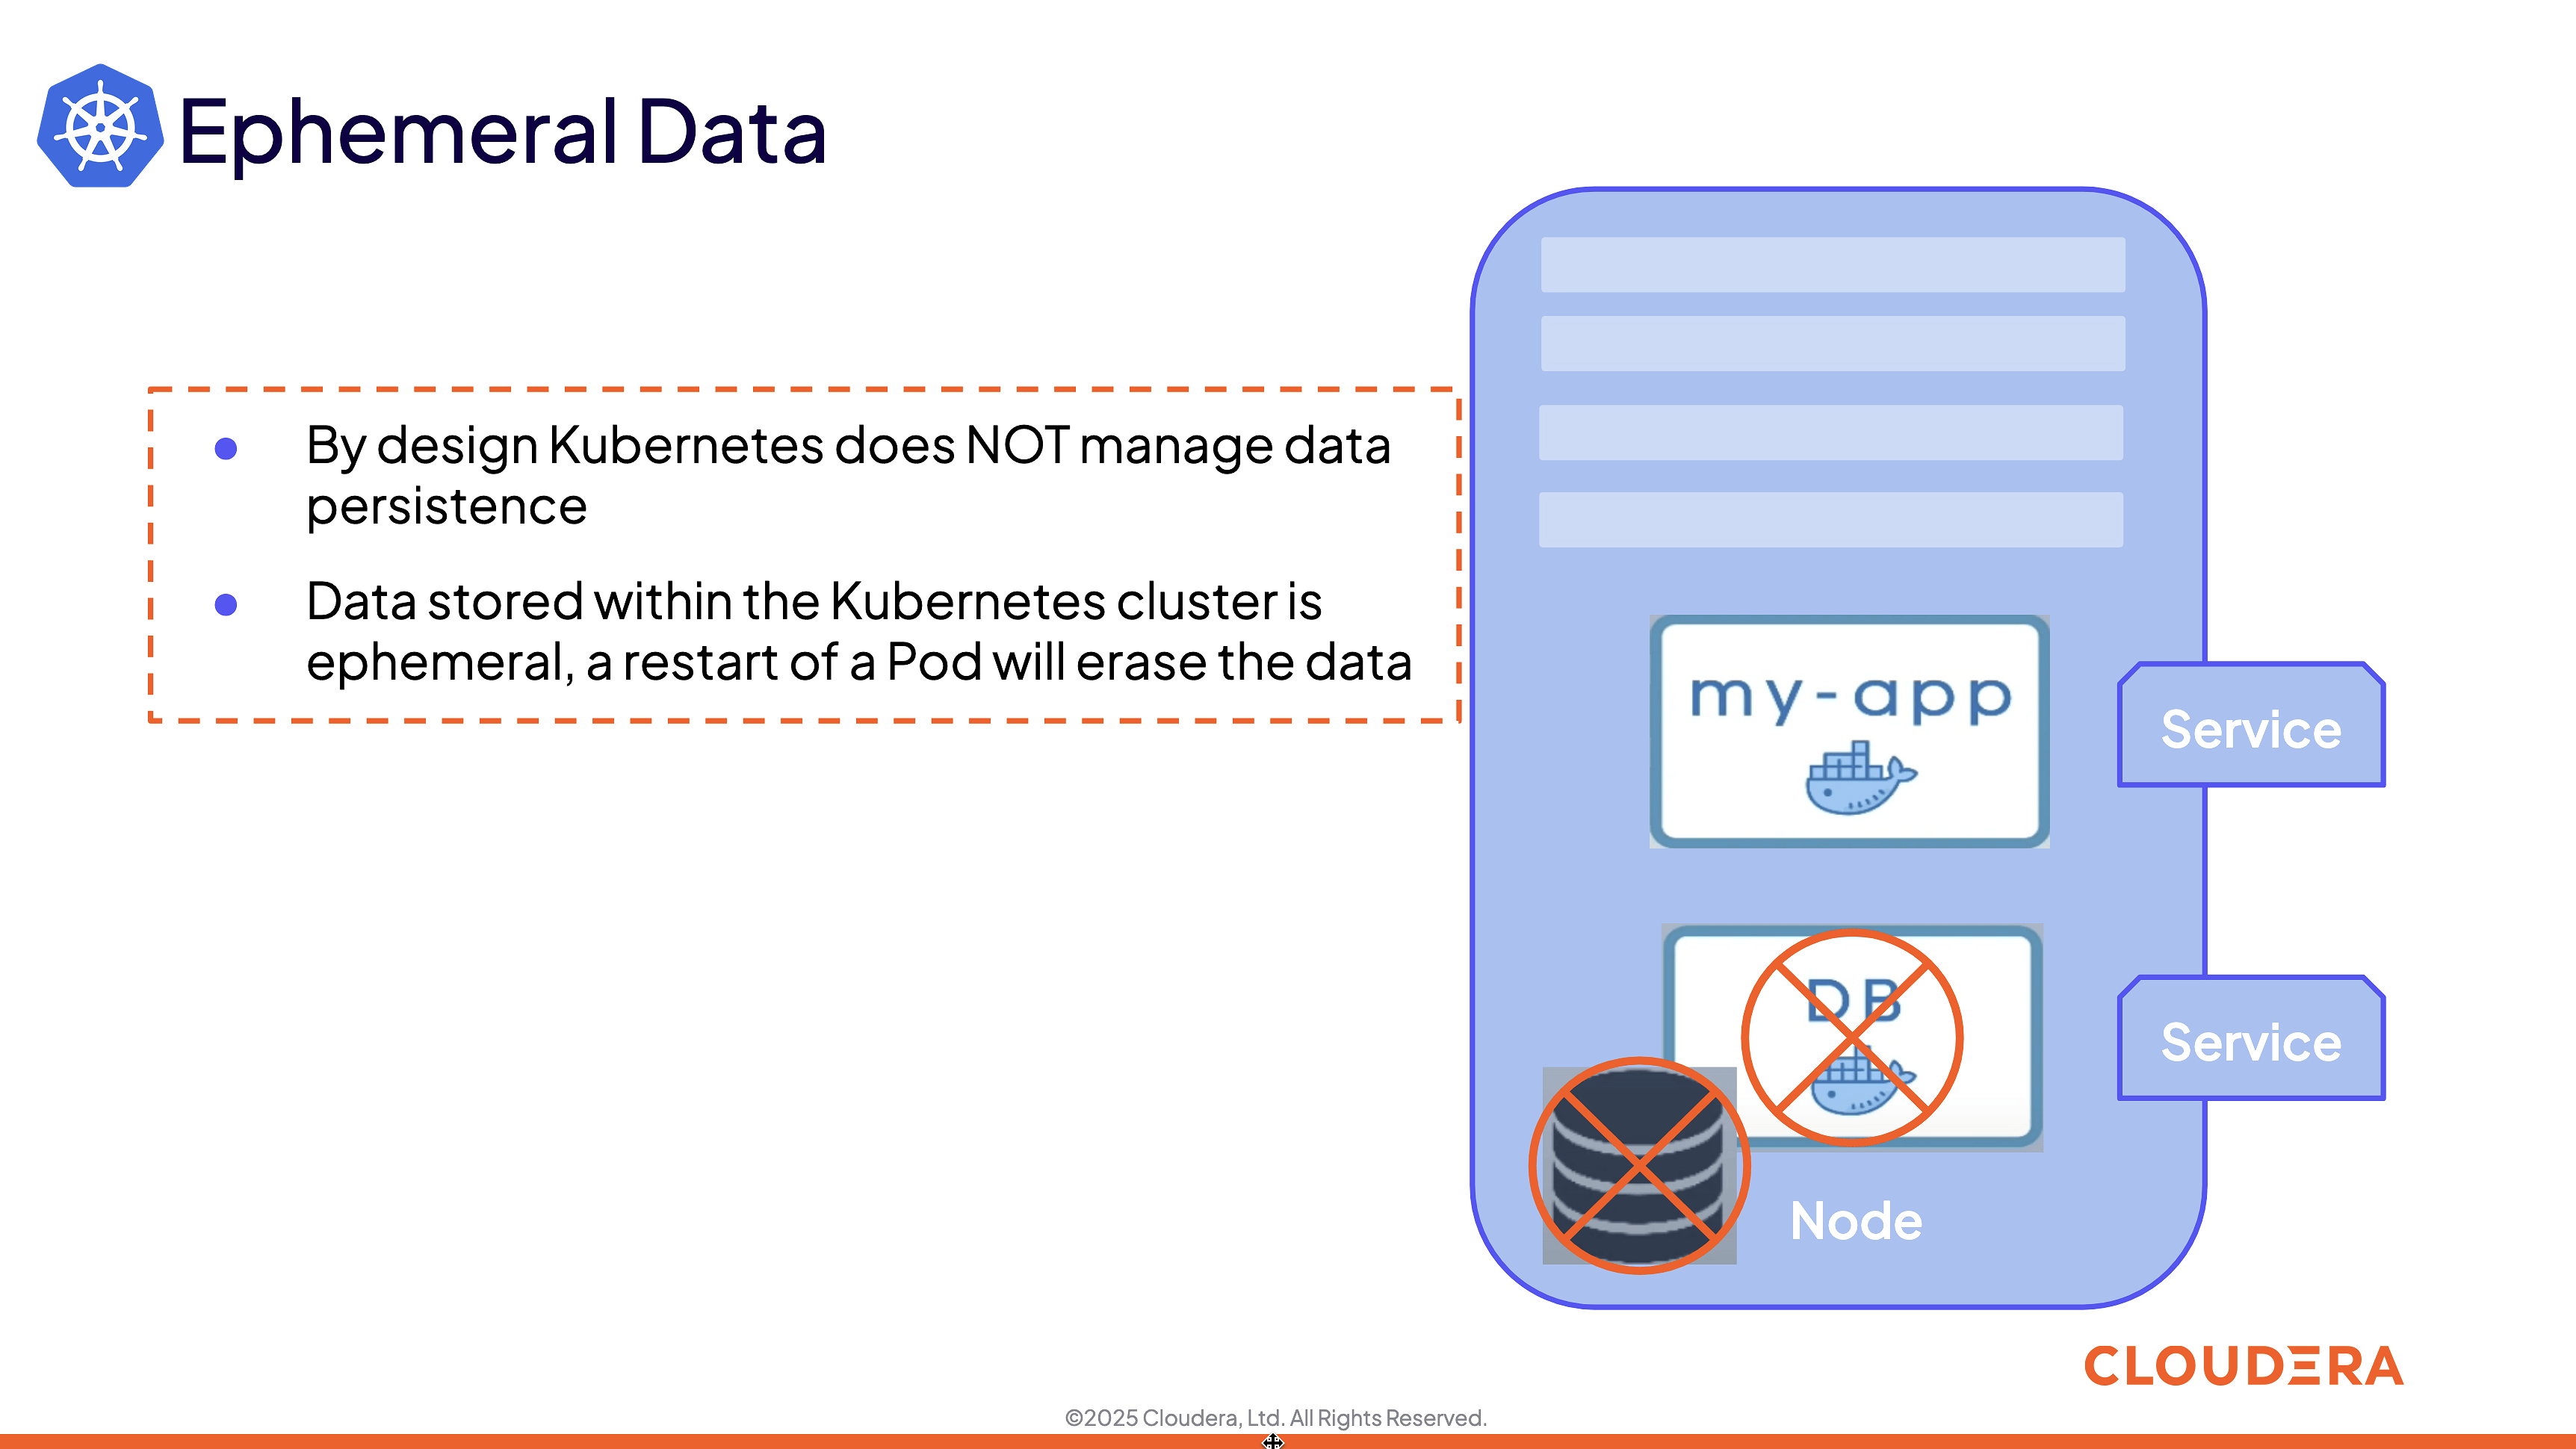 Ephemeral Data
By design Kubernetes does NOT manage data
persistence
Data stored within the Kubernetes cluster is
ephemeral, a restart of a Pod will erase the data
my-app
Service
DB
Service
Node
CLOUDERA
©2025 Cloudera, Ltd. All Rights Reserved.